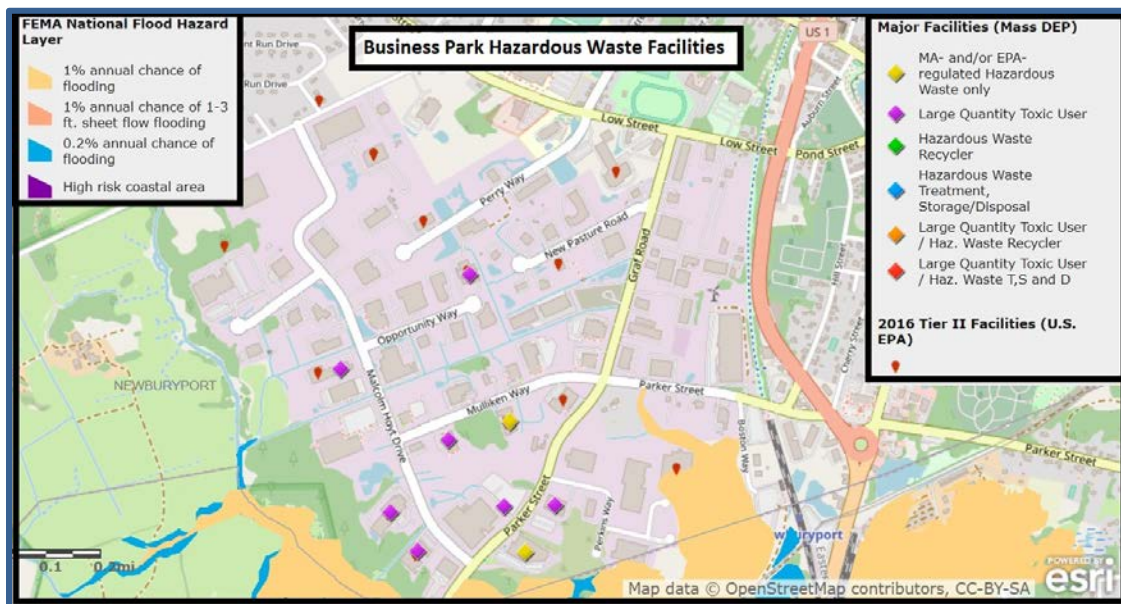 FEMA National Flood Hazard
Layer
1% annual chance of
flooding
1% annual chance of 1-3
ft. sheet flow flooding
0.2% annual chance of
flooding
High risk coastal area
Business Park Hazardous Waste Facilities
Major Facilities (Mass DEP)
MA- and/or EPA-
regulated Hazardous
Waste only
Large Quantity Toxic User
Hazardous Waste
Recycler
Hazardous Waste
Treatment,
Storage/Disposal
Large Quantity Toxic User
/ Haz. Waste Recycler
Large Quantity Toxic User
/ Haz. Waste T,S and D
2016 Tier II Facilities (U.S.
EPA)
nt Run Drive
Run Drive
US 1
Auburn Street
Low Street
Low Street
Pond Street
Perry Way
New Pasture Road
Graf Road
Hill Street
Opportunity Way
Cherry Street
NEWBURYPORT
Malcolm Hoyt Drive
Mulliken Way
Parker Street
Boston Way
Parker Street
Parker Street
Perkins Way
wburyport
Easter
0.1
0.2mi
Map data © OpenStreetMap contributors, CC-BY-SA
POWERED BY
esri